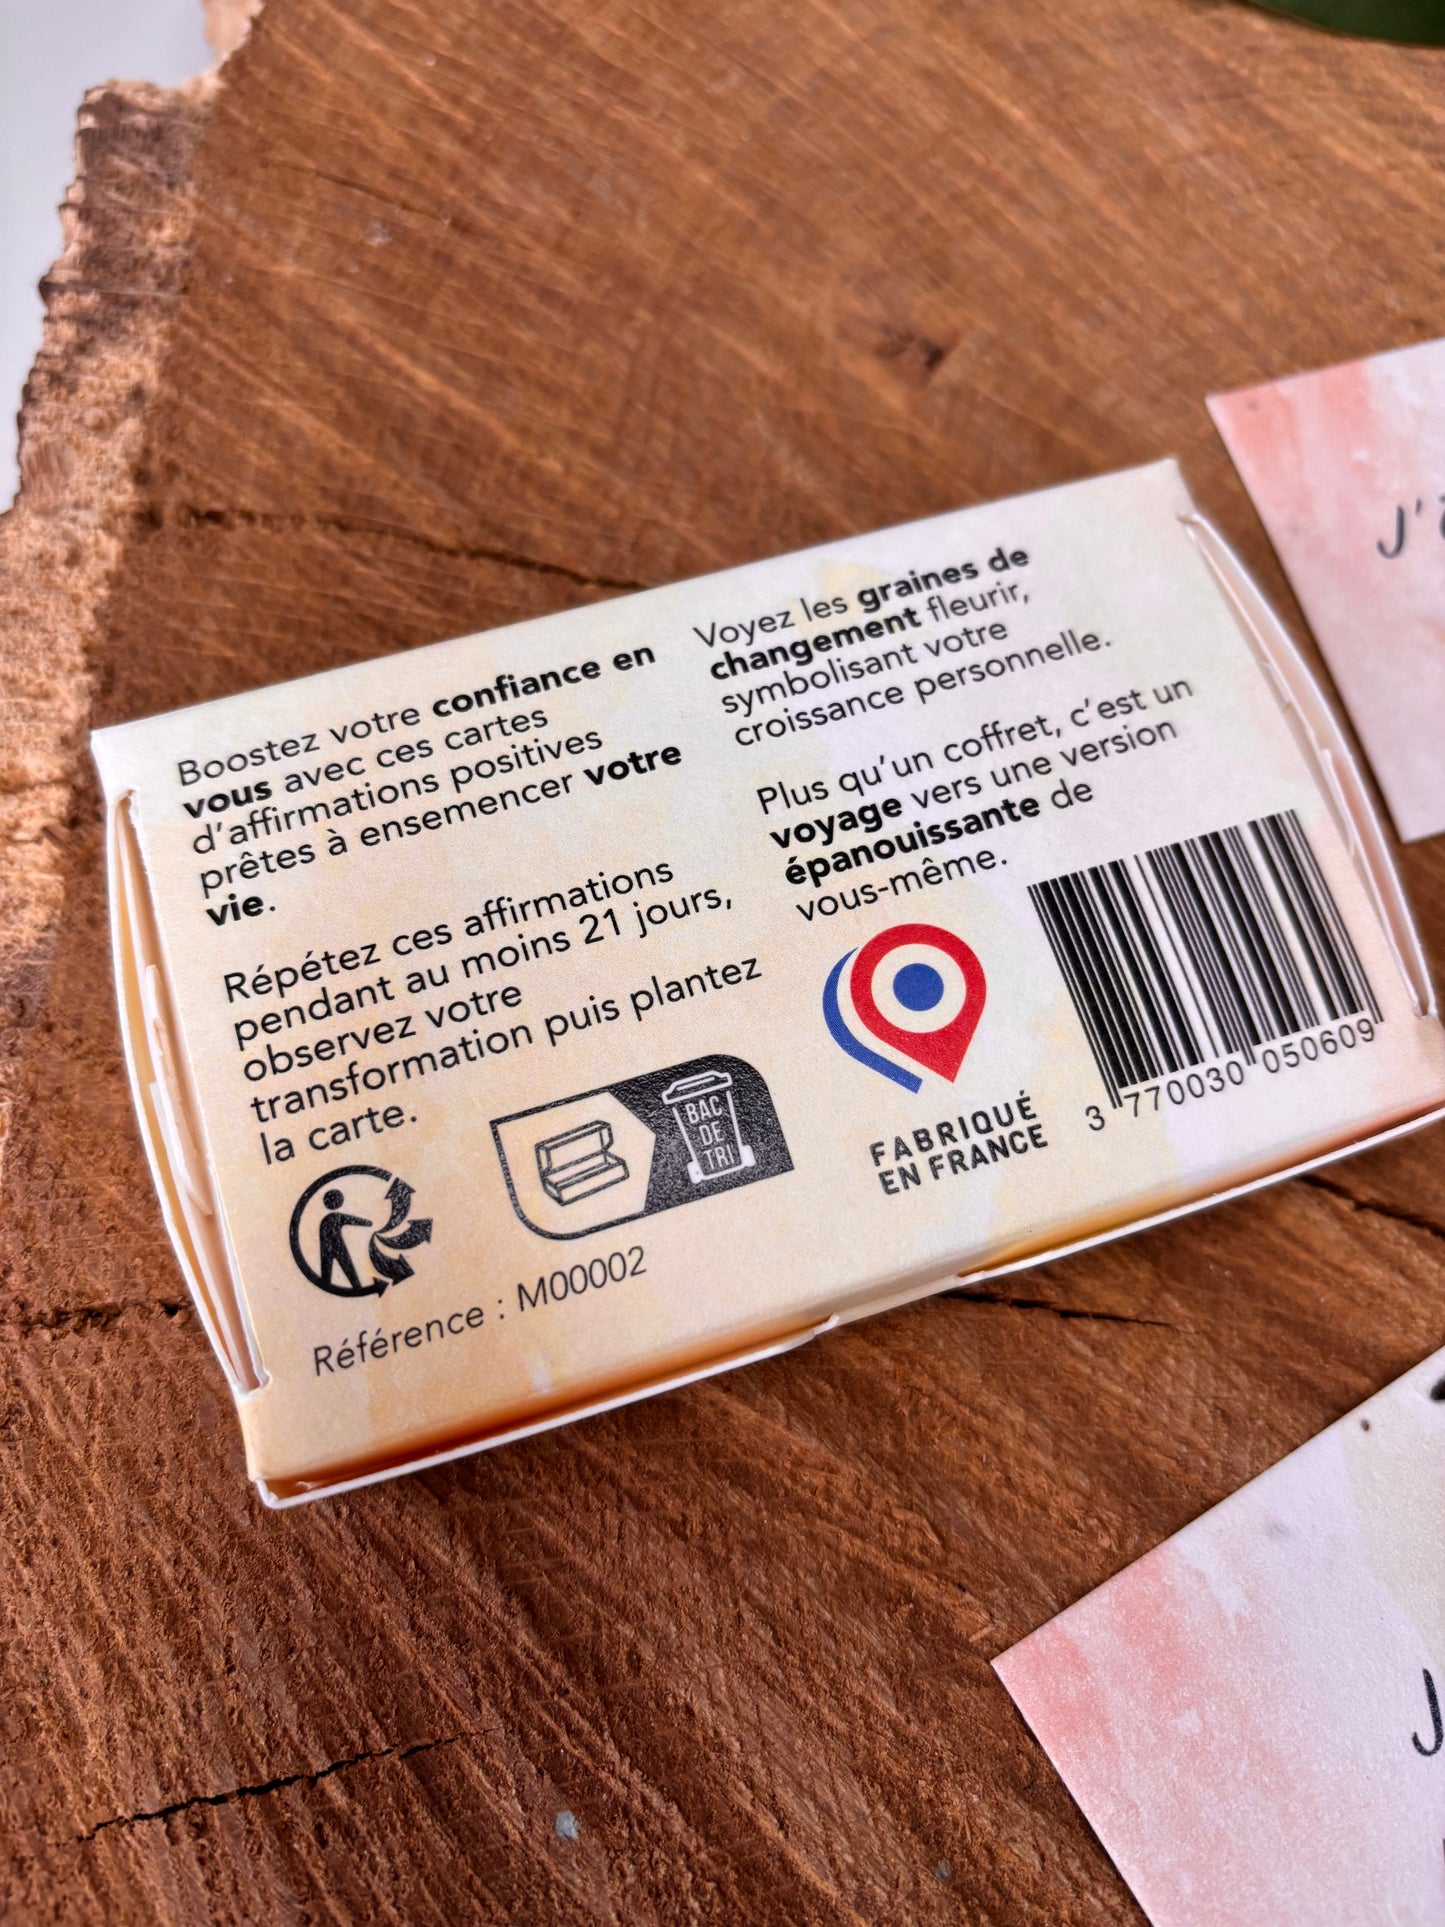 Boostez votre confiance en
vous avec ces cartes
d'affirmations positives
prêtes à ensemencer votre
vie.
Répétez ces affirmations
pendant au moins 21 jours,
observez votre
transformation puis plantez
la carte.
BAC
DE
TRI
Référence : M00002
Voyez les graines de
changement fleurir,
symbolisant votre
croissance personnelle.
Plus qu'un coffret, c'est un
voyage vers une version
épanouissante de
vous-même.
FABRIQUÉ
EN FRANCE
3 770030 050609